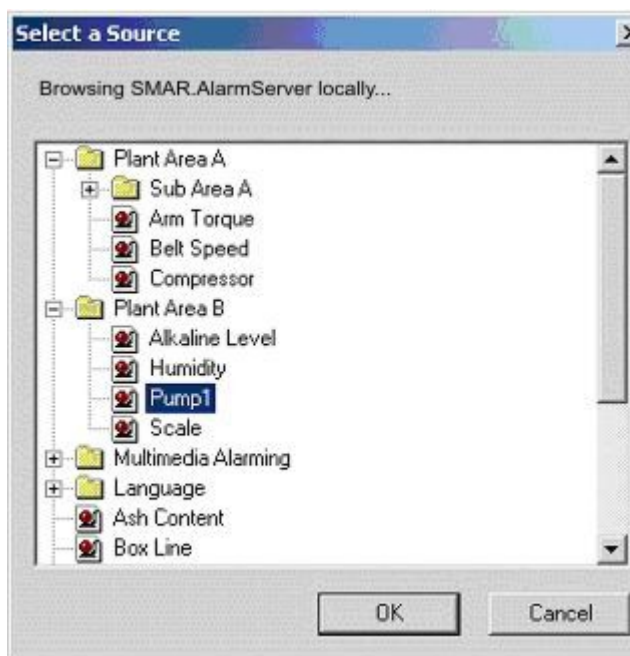 Select a Source
Browsing SMAR.AlarmServer locally...
Plant Area A
Sub Area A
Arm Torque
Belt Speed
Compressor
Plant Area B
Alkaline Level
Humidity
Pump1
Scale
Multimedia Alarming
Language
Ash Content
Box Line
OK Cancel